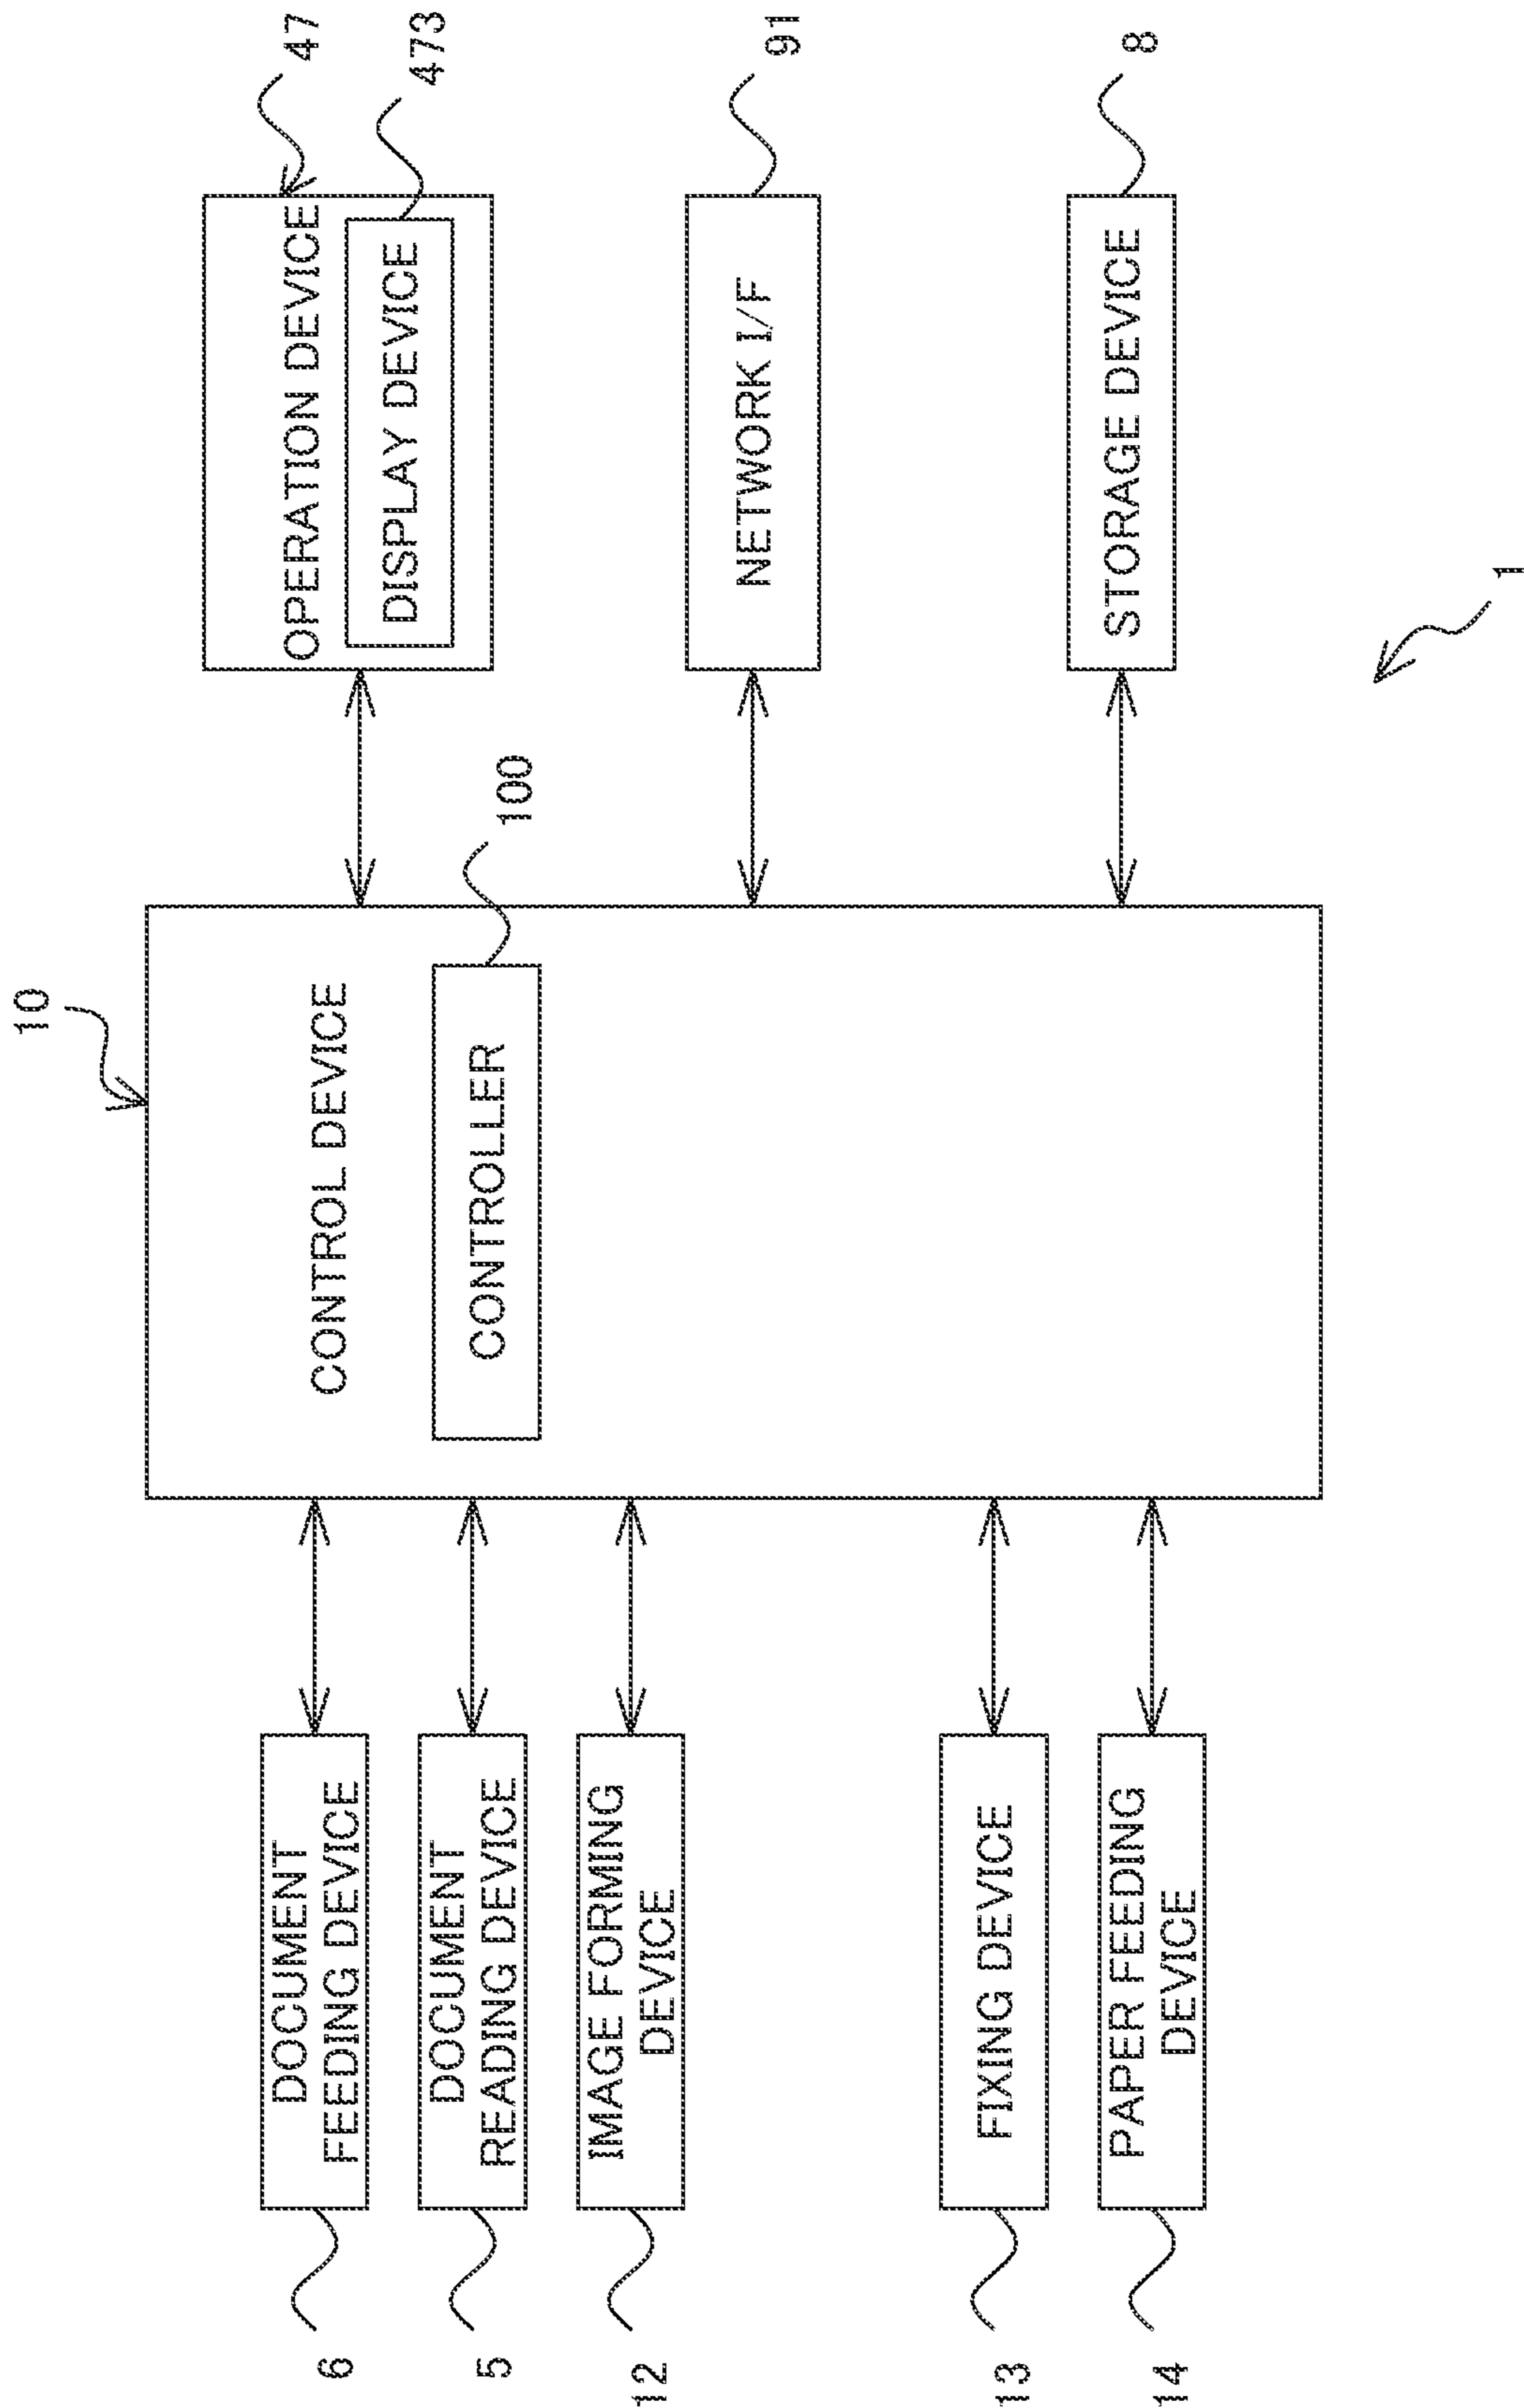 10
6
DOCUMENT
FEEDING DEVICE
5
DOCUMENT
READING DEVICE
12
IMAGE FORMING
DEVICE
13
FIXING DEVICE
14
PAPER FEEDING
DEVICE
CONTROL DEVICE
CONTROLLER
100
OPERATION DEVICE
47
DISPLAY DEVICE
473
NETWORK I/F
91
STORAGE DEVICE
8
1